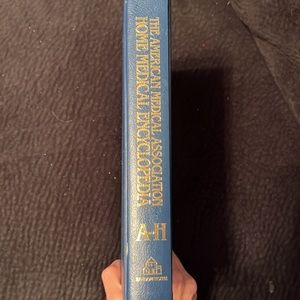 THE AMERICAN MEDICAL ASSOCIATION
HOME MEDICAL ENCYCLOPEDIA
A-H